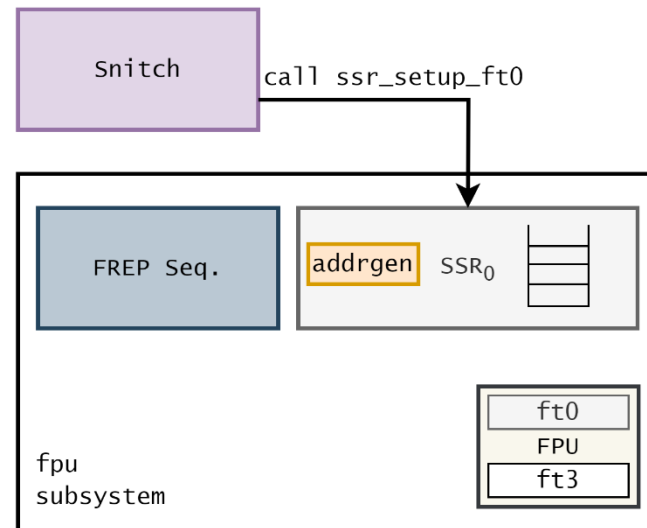 Snitch
call ssr_setup_ft0
FREP Seq.
addrgen
SSR₀
ft0
FPU
ft3
fpu
subsystem